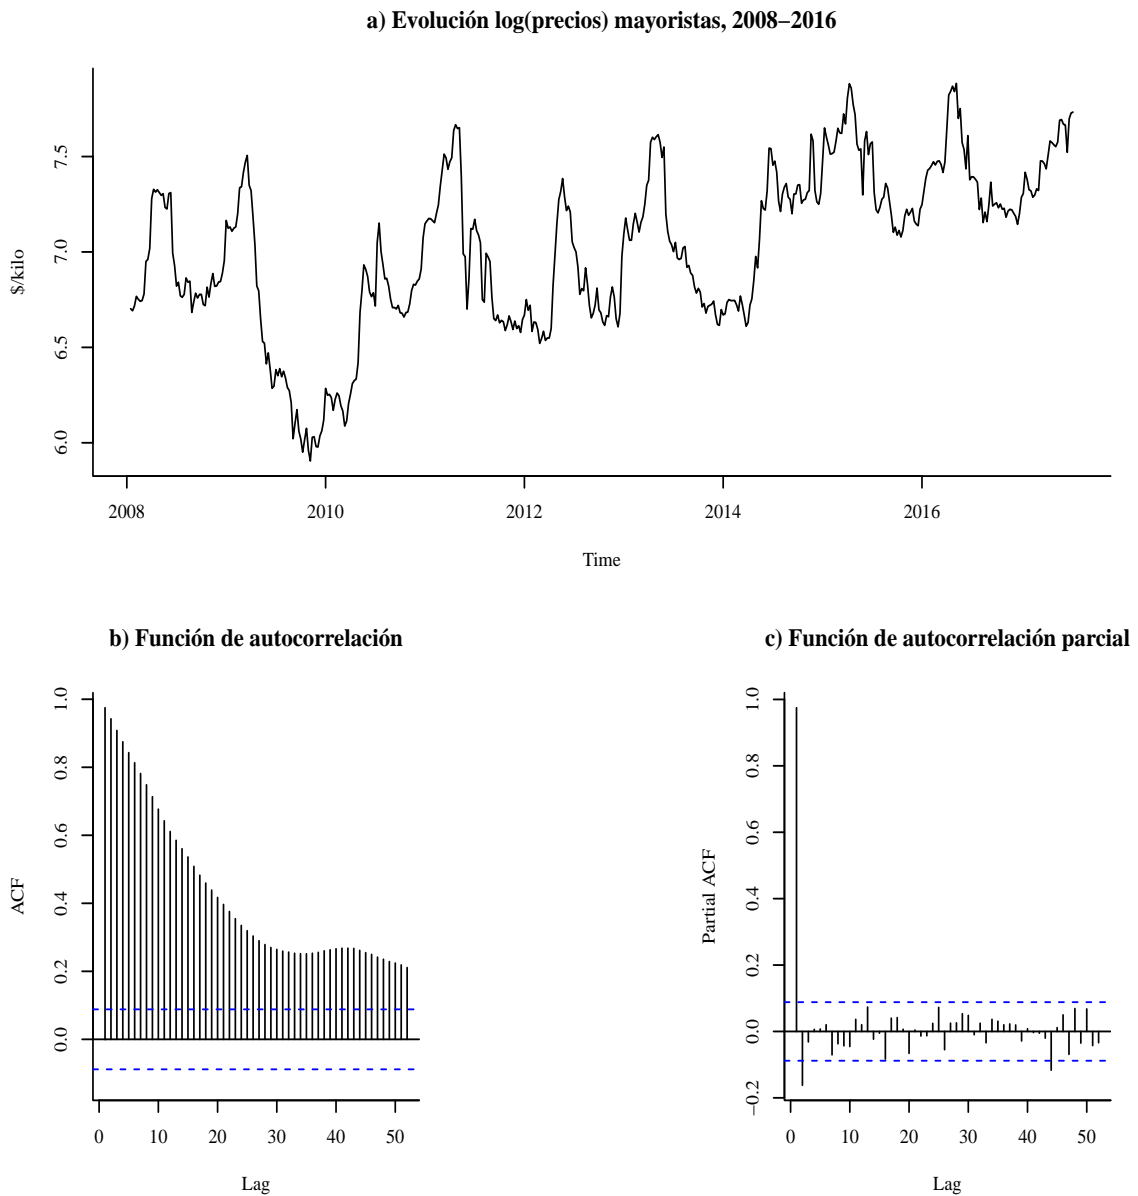 a) Evolución log(precios) mayoristas, 2008−2016
$/kilo
7.5
7.0
6.5
6.0
2008 2010 2012 2014 2016
Time
b) Función de autocorrelación
ACF
1.0
0.8
0.6
0.4
0.2
0.0
0 10 20 30 40 50
Lag
c) Función de autocorrelación parcial
Partial ACF
1.0
0.8
0.6
0.4
0.2
0.0
−0.2
0 10 20 30 40 50
Lag